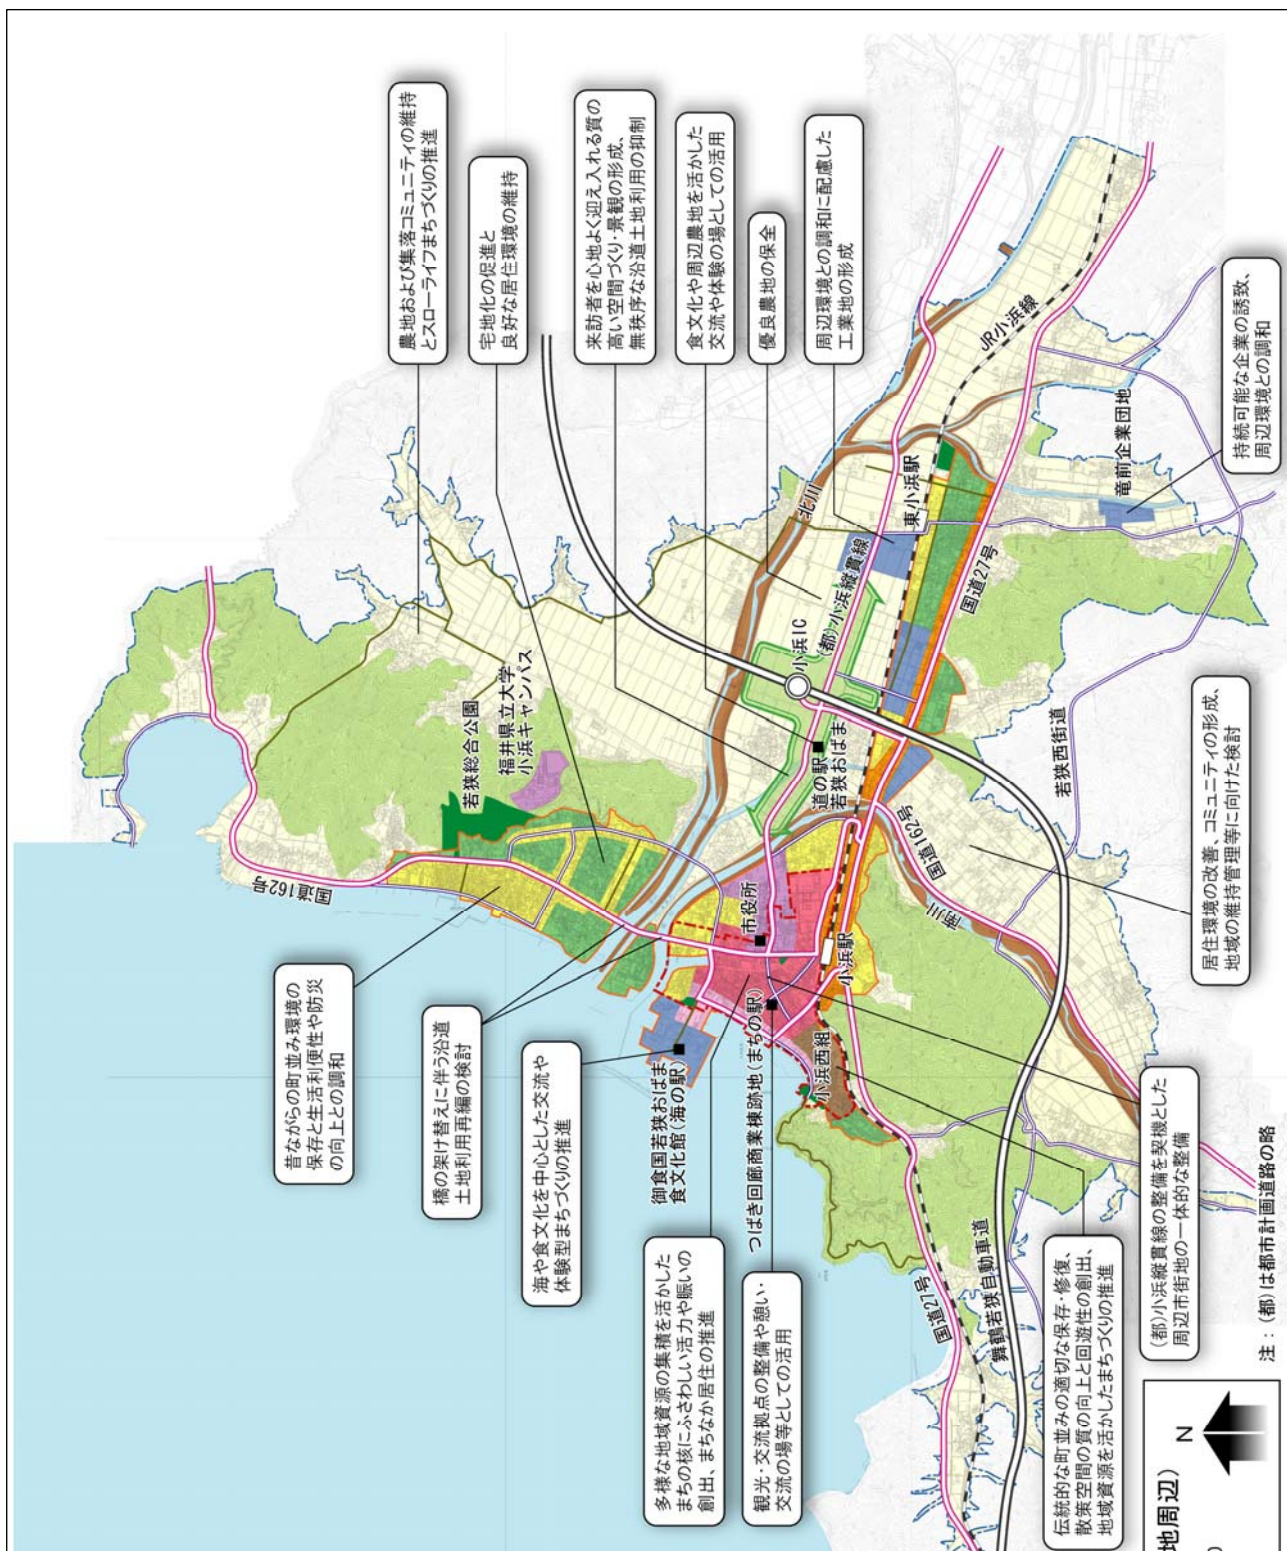 農地および集落コミュニティの維持
とスローライフまちづくりの推進
宅地化の促進と
良好な居住環境の維持
来訪者を心地よく迎え入れる質の
高い空間づくり・景観の形成、
無秩序な沿道土地利用の抑制
食文化や周辺農地を活かした
交流や体験の場としての活用
優良農地の保全
周辺環境との調和に配慮した
工業地の形成
持続可能な企業の誘致、
周辺環境との調和
居住環境の改善、コミュニティの形成、
地域の維持管理等に向けた検討
昔ながらの町並み環境の
保存と生活利便性や防災
の向上との調和
橋の架け替えに伴う沿道
土地利用再編の検討
海や食文化を中心とした交流や
体験型まちづくりの推進
多様な地域資源の集積を活かした
まちの核にふさわしい活力や賑いの
創出、まちなか居住の推進
観光・交流拠点の整備や憩い・
交流の場等としての活用
伝統的な町並みの適切な保存・修復、
散策空間の質の向上と回遊性の創出、
地域資源を活かしたまちづくりの推進
(都)小浜縦貫線の整備を契機とした
周辺市街地の一体的な整備
国道162号
若狭総合公園
福井県立大学
小浜キャンパス
北川
小浜IC
(都)小浜縦貫線
道の駅
若狭おばま
東小浜駅
JR小浜線
国道27号
竜前企業団地
若狭西街道
国道162号
南川
市役所
小浜駅
御食国若狭おばま
食文化館(海の駅)
つばき回廊商業棟跡地(まちの駅)
小浜西組
国道27号
舞鶴若狭自動車道
注：(都)は都市計画道路の略
N
地周辺)